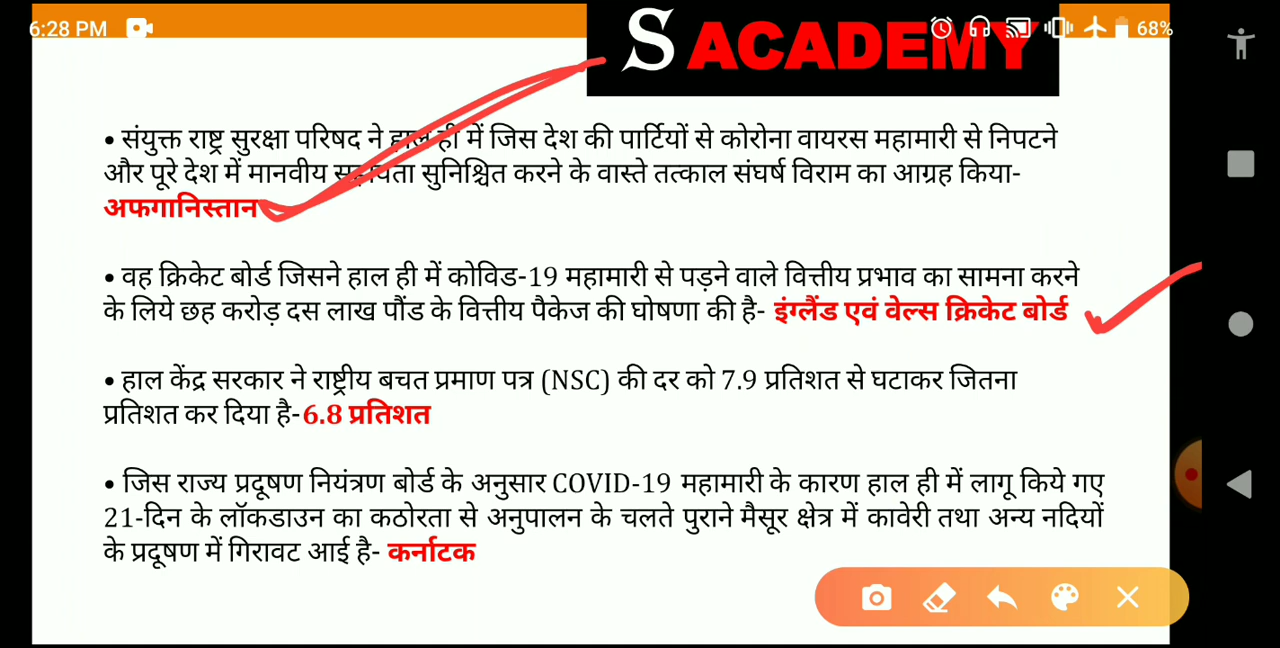 6:28 PM
68%
S ACADEMY
• संयुक्त राष्ट्र सुरक्षा परिषद ने हाल ही में जिस देश की पार्टियों से कोरोना वायरस महामारी से निपटने
और पूरे देश में मानवीय सहायता सुनिश्चित करने के वास्ते तत्काल संघर्ष विराम का आग्रह किया-
अफगानिस्तान
• वह क्रिकेट बोर्ड जिसने हाल ही में कोविड-19 महामारी से पड़ने वाले वित्तीय प्रभाव का सामना करने
के लिये छह करोड़ दस लाख पौंड के वित्तीय पैकेज की घोषणा की है- इंग्लैंड एवं वेल्स क्रिकेट बोर्ड
• हाल केंद्र सरकार ने राष्ट्रीय बचत प्रमाण पत्र (NSC) की दर को 7.9 प्रतिशत से घटाकर जितना
प्रतिशत कर दिया है-6.8 प्रतिशत
• जिस राज्य प्रदूषण नियंत्रण बोर्ड के अनुसार COVID-19 महामारी के कारण हाल ही में लागू किये गए
21-दिन के लॉकडाउन का कठोरता से अनुपालन के चलते पुराने मैसूर क्षेत्र में कावेरी तथा अन्य नदियों
के प्रदूषण में गिरावट आई है- कर्नाटक